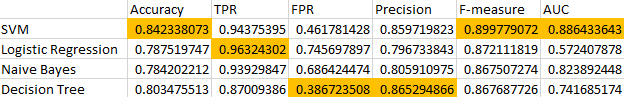 Accuracy TPR FPR Precision F-measure AUC
SVM 0.842338073 0.94375395 0.461781428 0.859719823 0.899779072 0.886433643
Logistic Regression 0.787519747 0.96324302 0.745697897 0.796733843 0.872111819 0.572407878
Naive Bayes 0.784202212 0.93929847 0.686424474 0.805910975 0.867507274 0.823892448
Decision Tree 0.803475513 0.87009386 0.386723508 0.865294866 0.867687726 0.741685174